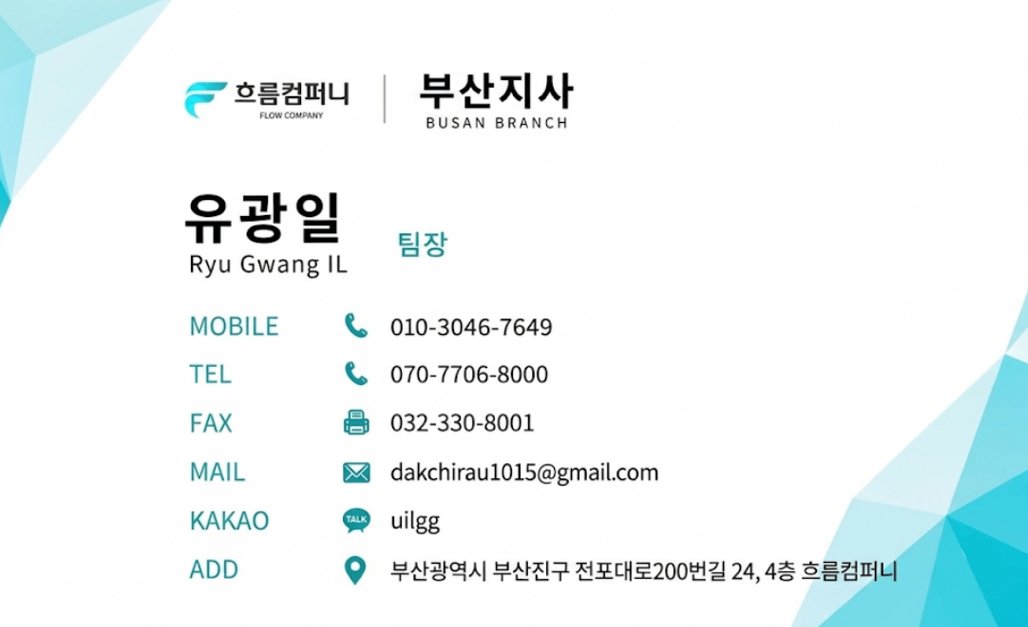 흐름컴퍼니
FLOW COMPANY
부산지사
BUSAN BRANCH
유광일
Ryu Gwang IL
팀장
MOBILE 010-3046-7649
TEL 070-7706-8000
FAX 032-330-8001
MAIL dakchirau1015@gmail.com
KAKAO TALK uilgg
ADD 부산광역시 부산진구 전포대로200번길 24, 4층 흐름컴퍼니